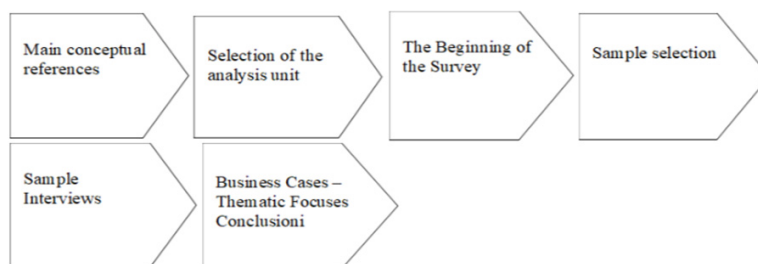 Main conceptual
references
Selection of the
analysis unit
The Beginning of
the Survey
Sample selection
Sample
Interviews
Business Cases –
Thematic Focuses
Conclusioni